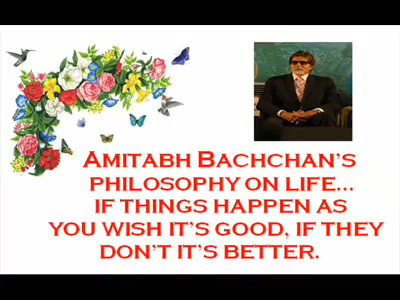 Amitabh Bachchan's
philosophy on life...
if things happen as
you wish it's good, if they
don't it's better.